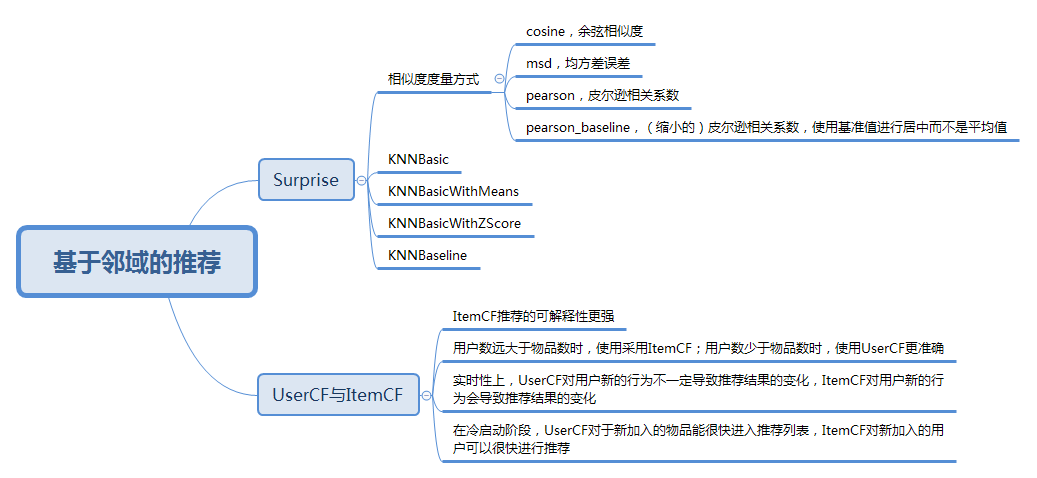 基于邻域的推荐
Surprise
相似度度量方式
cosine，余弦相似度
msd，均方差误差
pearson，皮尔逊相关系数
pearson_baseline，（缩小的）皮尔逊相关系数，使用基准值进行居中而不是平均值
KNNBasic
KNNBasicWithMeans
KNNBasicWithZScore
KNNBaseline
UserCF与ItemCF
ItemCF推荐的可解释性更强
用户数远大于物品数时，使用采用ItemCF；用户数少于物品数时，使用UserCF更准确
实时性上，UserCF对用户新的行为不一定导致推荐结果的变化，ItemCF对用户新的行
为会导致推荐结果的变化
在冷启动阶段，UserCF对于新加入的物品能很快进入推荐列表，ItemCF对新加入的用
户可以很快进行推荐